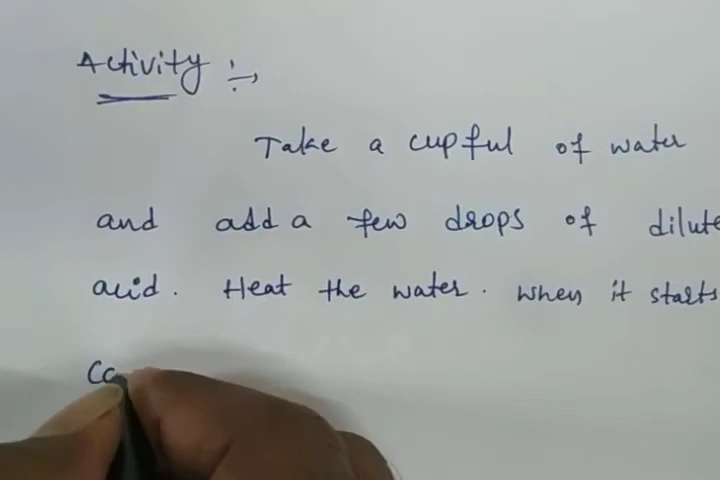 Activity :→
Take a cupful of water
and add a few drops of dilute
acid. Heat the water. When it starts